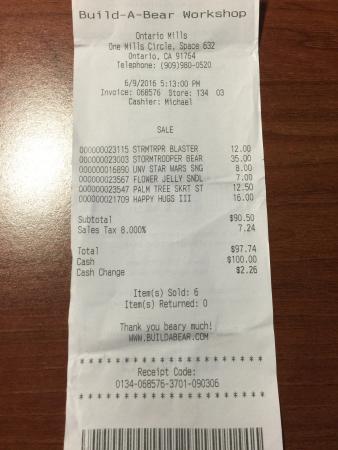 Build-A-Bear Workshop
Ontario Mills
One Mills Circle, Space 632
Ontario, CA 91764
Telephone: (909)980-0520
6/9/2016 5:13:00 PM
Invoice: 068576 Store: 134 03
Cashier: Michael
SALE
000000023115 STRMTRPR BLASTER 12.00
000000023003 STORMTROOPER BEAR 35.00
000000016890 UNV STAR WARS SNG 8.00
000000023567 FLOWER JELLY SNDL 7.00
000000023547 PALM TREE SKRT ST 12.50
000000021709 HAPPY HUGS III 16.00
Subtotal $90.50
Sales Tax 8.000% 7.24
Total $97.74
Cash $100.00
Cash Change $2.26
Item(s) Sold: 6
Item(s) Returned: 0
Thank you beary much!
WWW.BUILDABEAR.COM
* * * * * * * * * * * * * * * * * * *
Receipt Code:
0134-068576-3701-090306
* * * * * * * * * * * * * * * * * * *